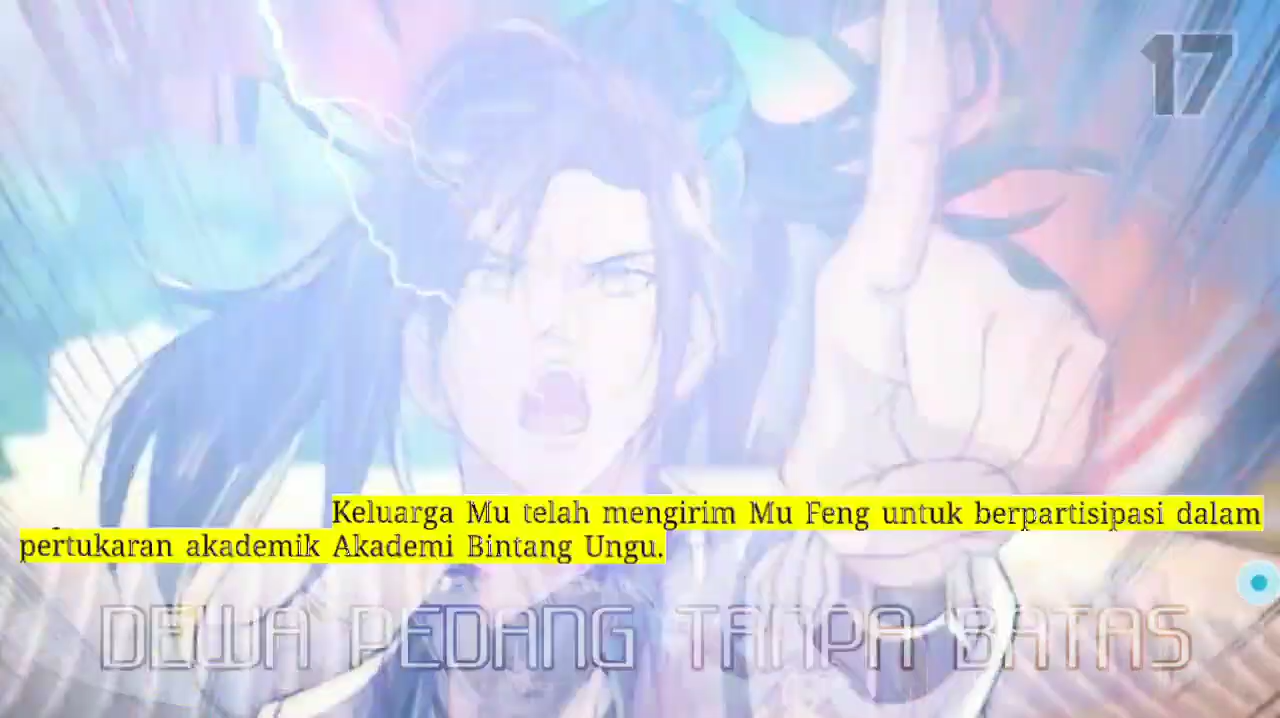 17
Keluarga Mu telah mengirim Mu Feng untuk berpartisipasi dalam
pertukaran akademik Akademi Bintang Ungu.
DEWA PEDANG TANPA BATAS